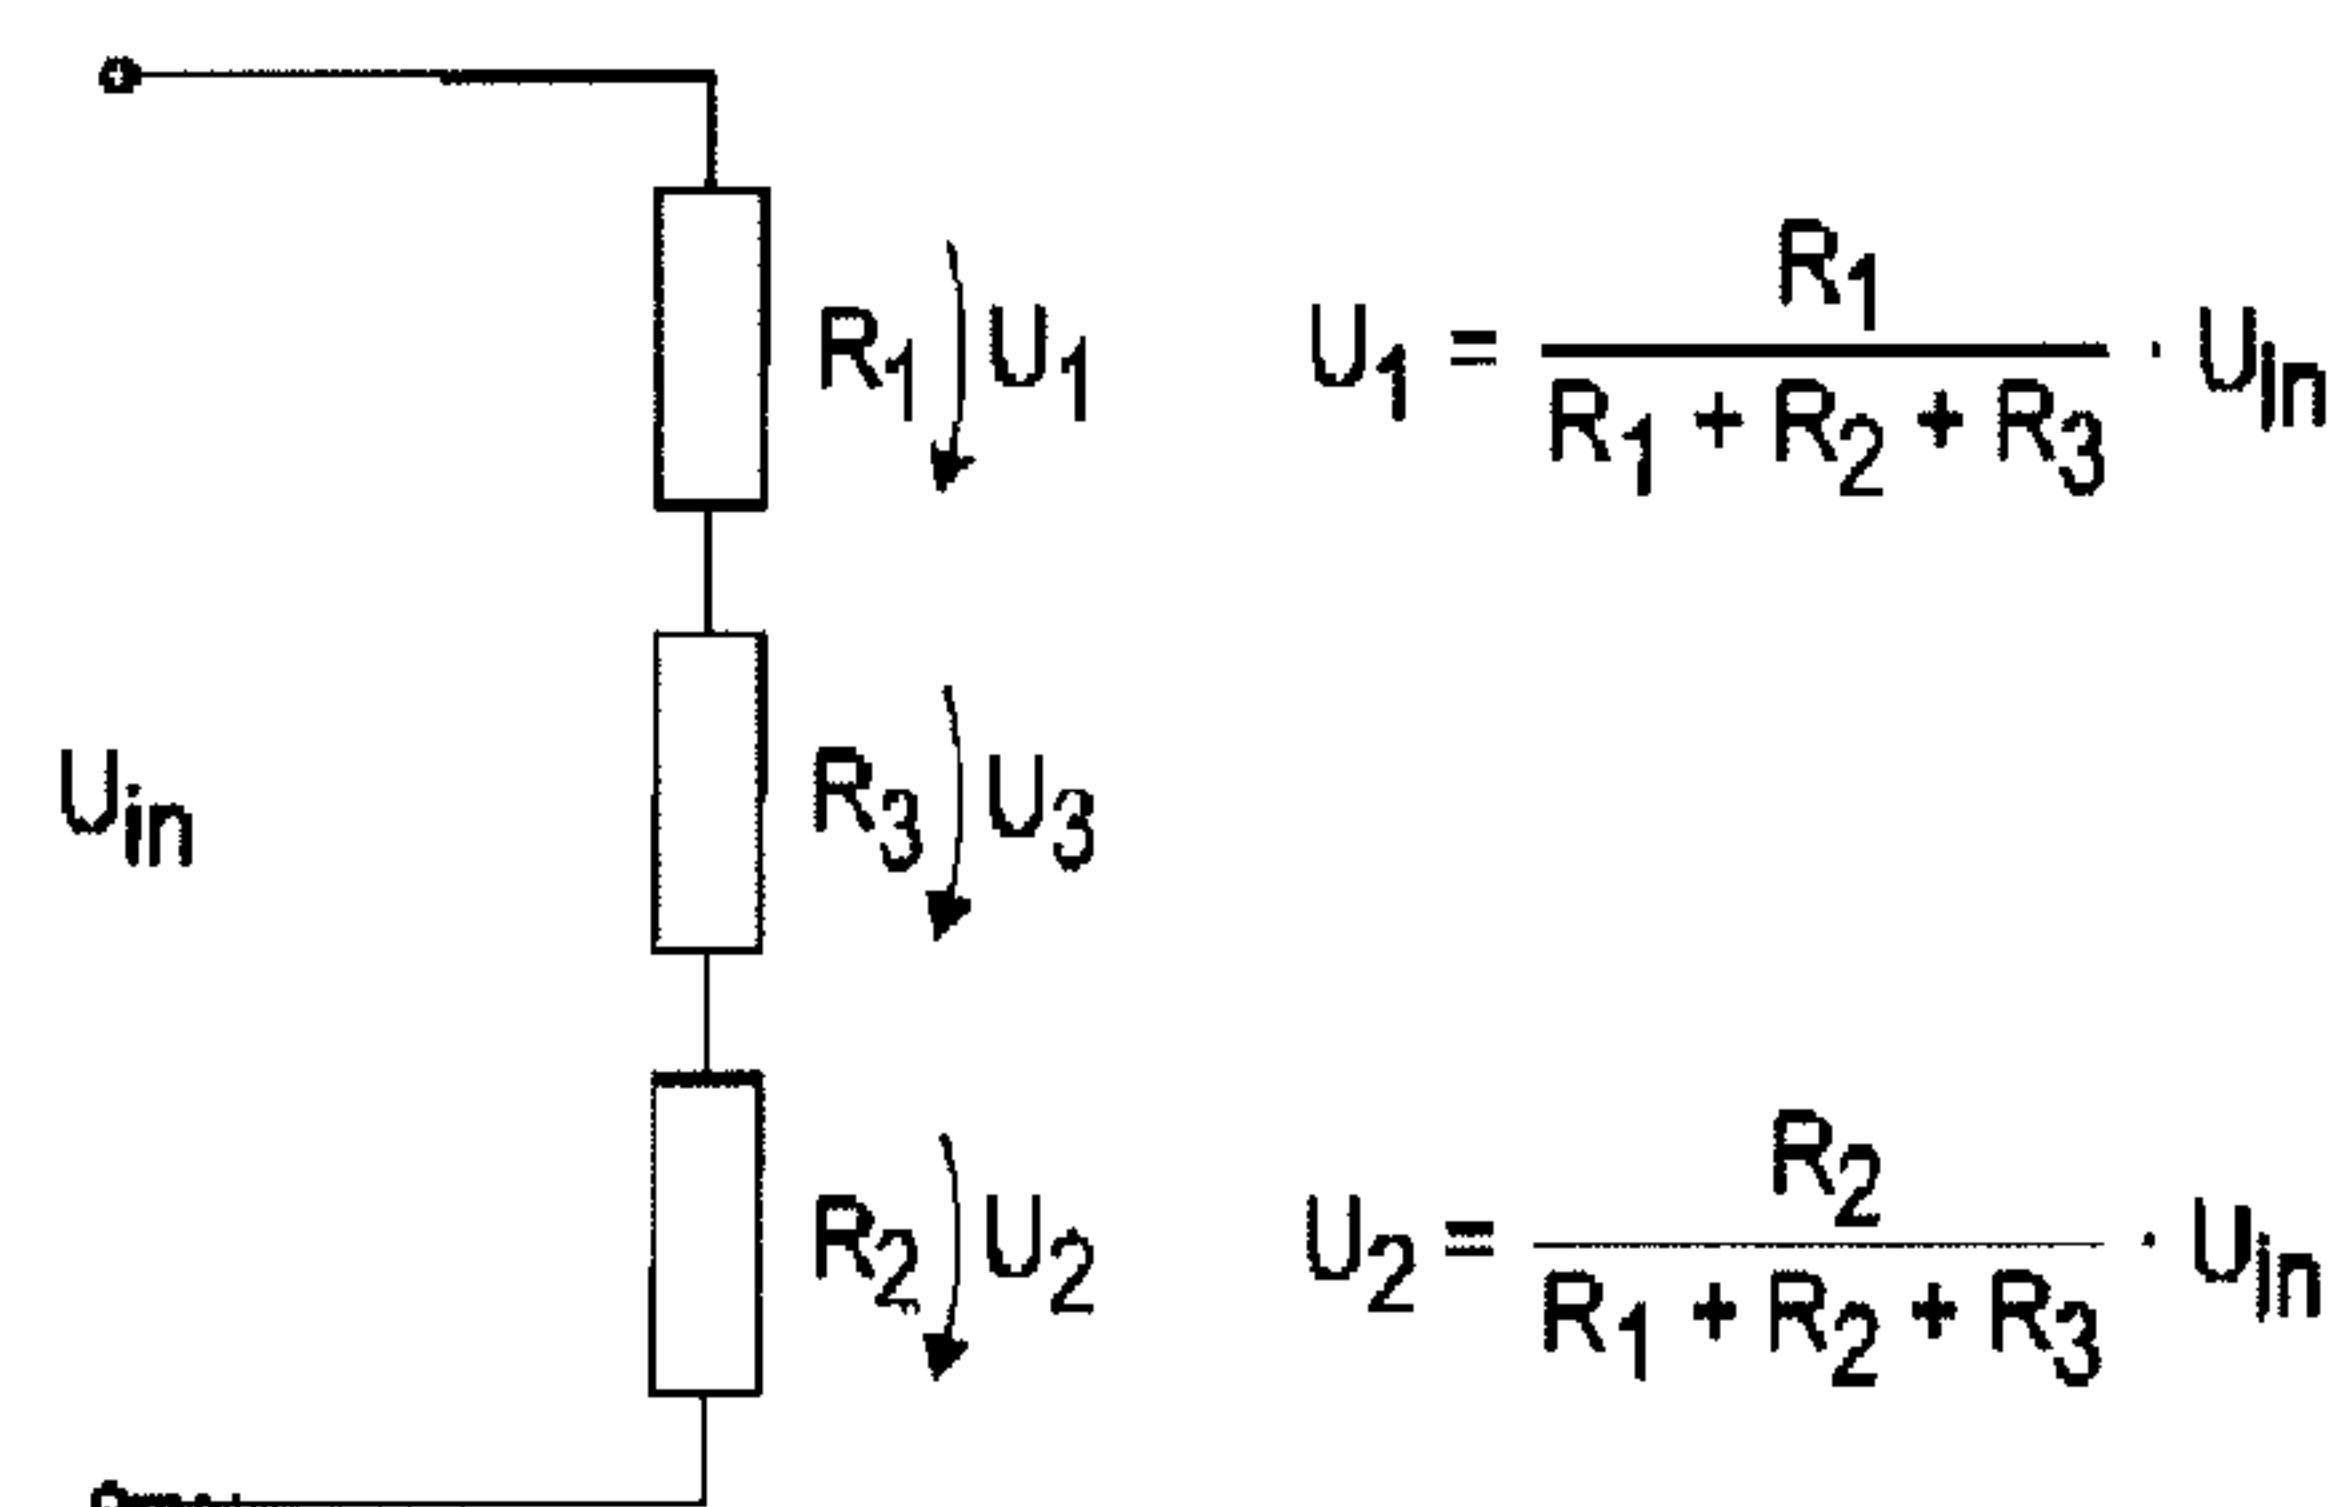 R1 U1
U1 = R1 / (R1 + R2 + R3) · Uin
Uin
R3 U3
R2 U2
U2 = R2 / (R1 + R2 + R3) · Uin